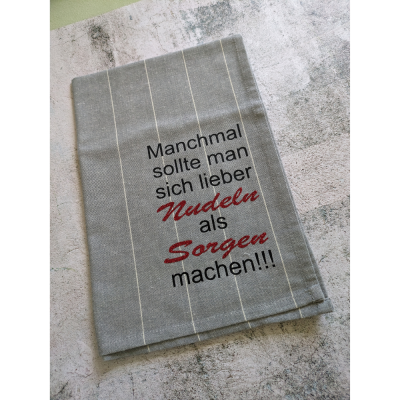 Manchmal
sollte man
sich lieber
Nudeln
als
Sorgen
machen!!!